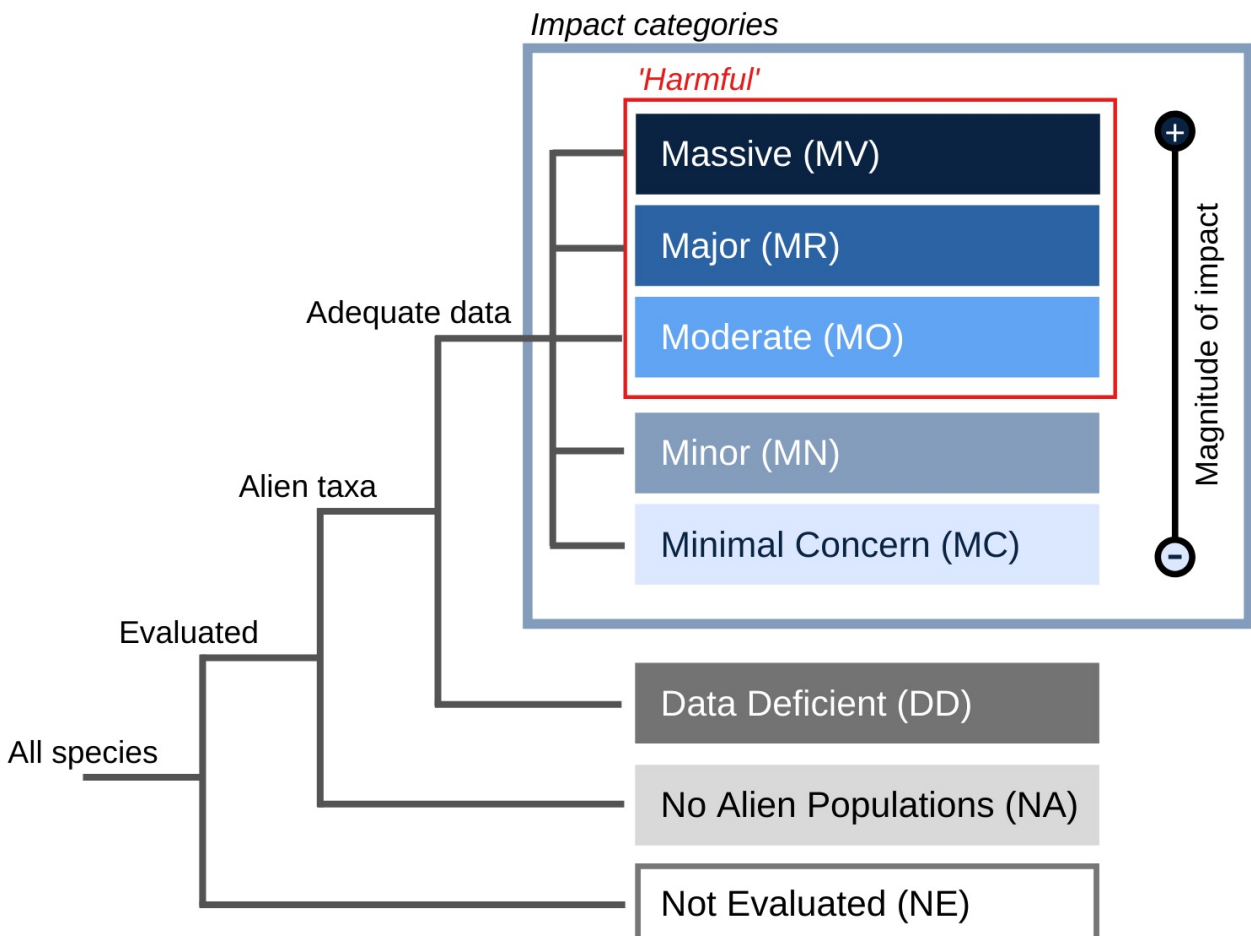 Impact categories
'Harmful'
Massive (MV)
Major (MR)
Moderate (MO)
Minor (MN)
Minimal Concern (MC)
+
Magnitude of impact
-
Adequate data
Alien taxa
Evaluated
All species
Data Deficient (DD)
No Alien Populations (NA)
Not Evaluated (NE)